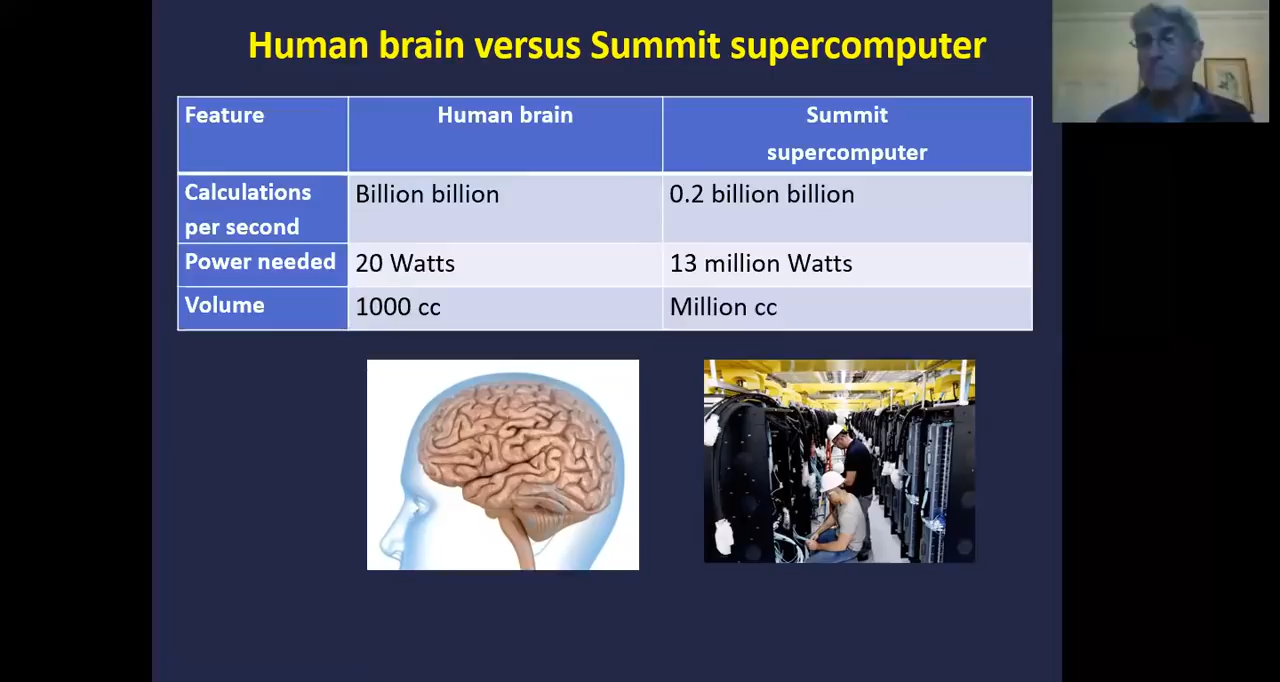 Human brain versus Summit supercomputer
Feature
Human brain
Summit
supercomputer
Calculations
per second
Billion billion
0.2 billion billion
Power needed
20 Watts
13 million Watts
Volume
1000 cc
Million cc